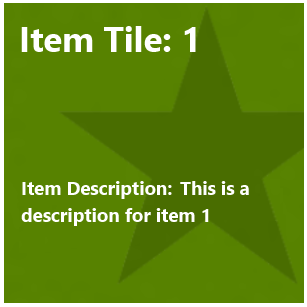 Item Tile: 1
Item Description: This is a
description for item 1